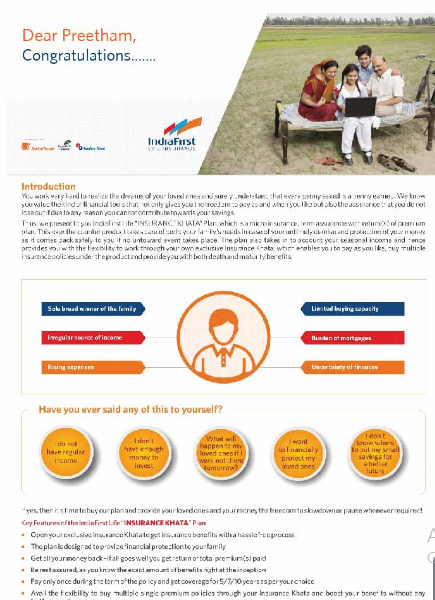 Dear Preetham,
Congratulations.......
IndiaFirst
LIFE INSURANCE
Introduction
You work very hard to realize the dreams of your loved ones and surely understand that every penny saved is a penny earned. We know
you value the kind of financial tools that not only gives you the freedom to pay as and when you like but also the assurance that you do not
lose out if due to any reason you cannot contribute towards your savings.
Thus, we present to you IndiaFirst Life "INSURANCE KHATA" Plan, which is a micro insurance, term assurance with return(s) of premium
plan. This over the counter product takes care of both; your family's needs in case of your untimely demise and protection of your money
as it comes back safely to you if no untoward event takes place. The plan also takes in to account your seasonal income and hence
provides you with the flexibility to work through your own exclusive Insurance Khata, which enables you to pay as you like, buy multiple
insurance policies under the product and provide you with both death and maturity benefits.
Sole bread winner of the family
Limited buying capacity
Irregular source of income
Burden of mortgages
Rising expenses
Uncertainty of finances
Have you ever said any of this to yourself?
I do not
have regular
income
I don't
have enough
money to
invest
What will
happen to my
loved ones if I
were not there
tomorrow?
I want
to financially
protect my
loved ones
I don't
know where
to put my small
savings for
a better
future
If yes, then it is time to buy our plan and provide your loved ones and your money the freedom to slowdown or pause whenever required!
Key Features of the IndiaFirst Life "INSURANCE KHATA" Plan
• Open your exclusive Insurance Khata to get insurance benefits with a hassle free process
• The plan is designed to provide financial protection to your family
• Get all your money back - if all goes well you get return of total premium(s) paid
• Be rest assured, as you know the exact amount of benefits right at the inception
• Pay only once during the term of the policy and get coverage for 5/7/10 years as per your choice
• Avail the flexibility to buy multiple single premium policies through your Insurance Khata and boost your benefits without any